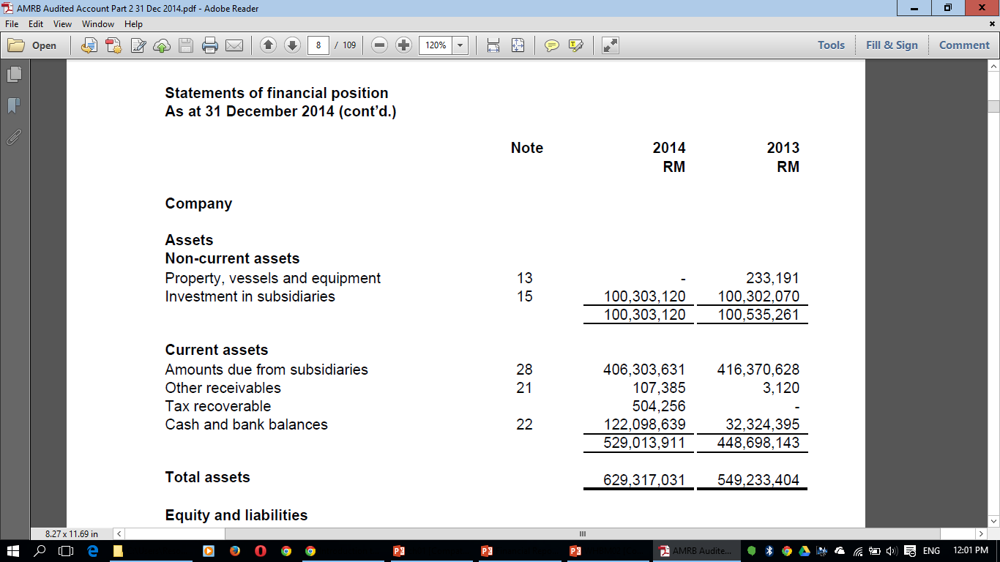 AMRB Audited Account Part 2 31 Dec 2014.pdf - Adobe Reader
File Edit View Window Help
Open 8 / 109 120% Tools Fill & Sign Comment
Statements of financial position
As at 31 December 2014 (cont’d.)
Note 2014 2013
RM RM
Company
Assets
Non-current assets
Property, vessels and equipment 13 - 233,191
Investment in subsidiaries 15 100,303,120 100,302,070
100,303,120 100,535,261
Current assets
Amounts due from subsidiaries 28 406,303,631 416,370,628
Other receivables 21 107,385 3,120
Tax recoverable 504,256 -
Cash and bank balances 22 122,098,639 32,324,395
529,013,911 448,698,143
Total assets 629,317,031 549,233,404
Equity and liabilities
8.27 x 11.69 in
AMRB Audite... ENG 12:01 PM